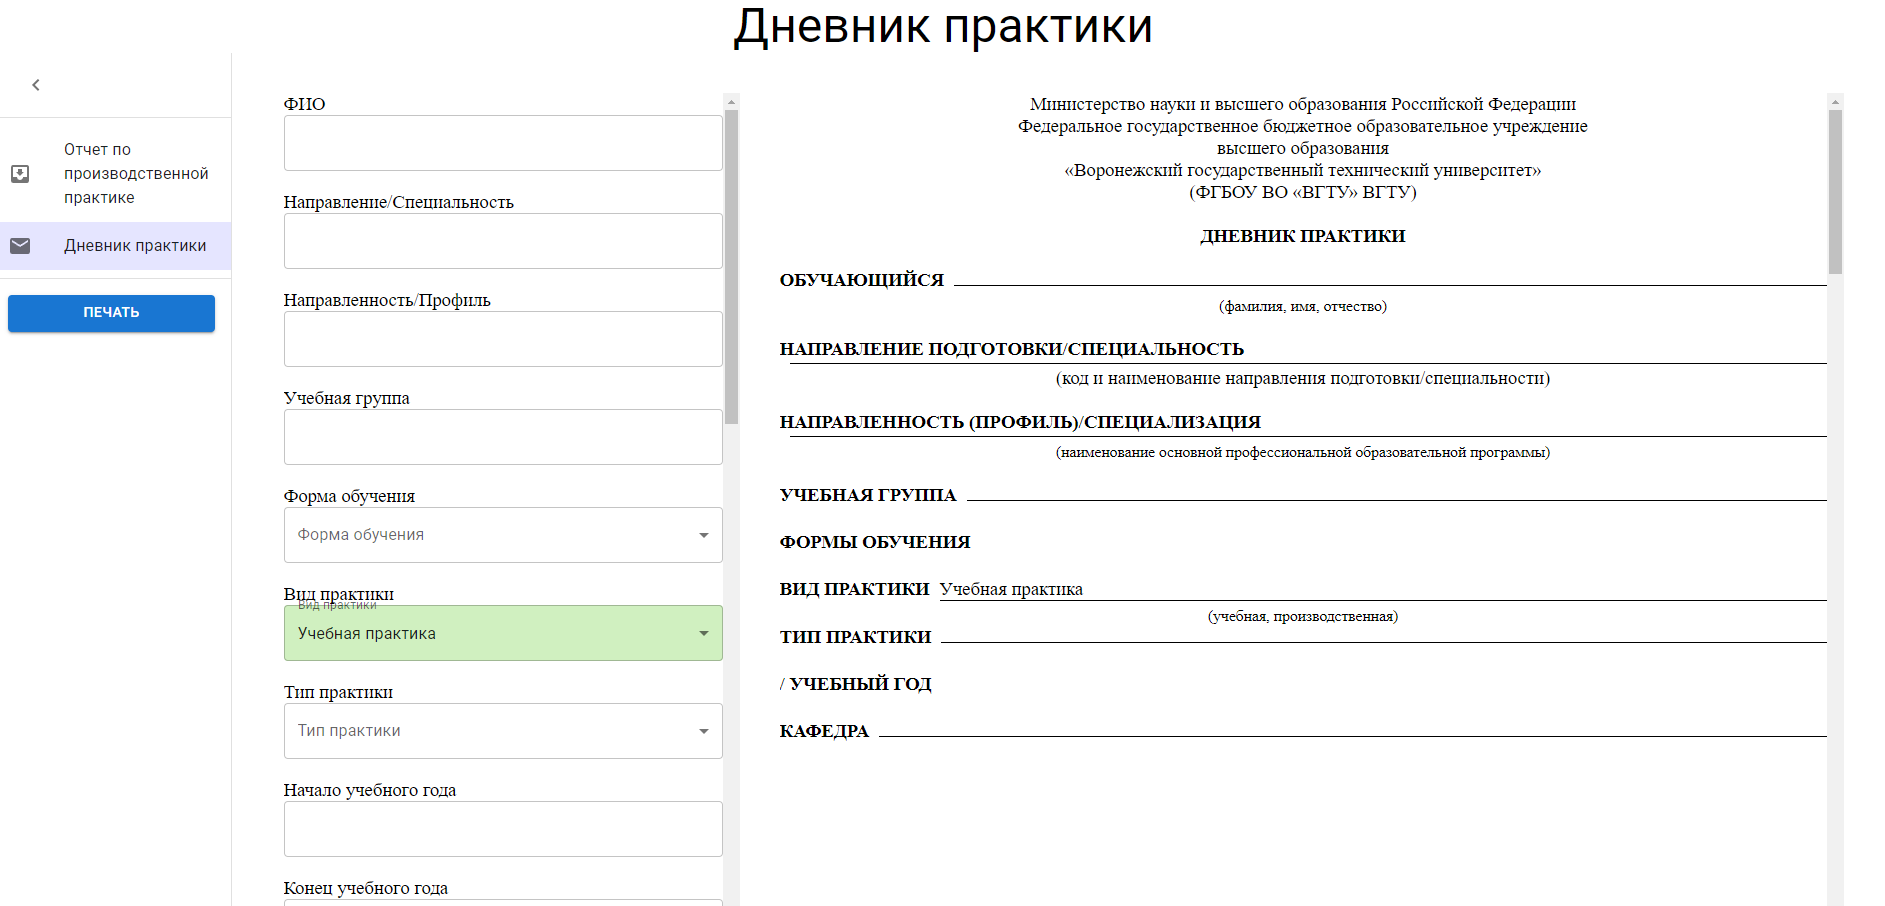 Дневник практики
Отчет по
производственной
практике
Дневник практики
ПЕЧАТЬ
ФИО
Направление/Специальность
Направленность/Профиль
Учебная группа
Форма обучения
Форма обучения
Вид практики
Вид практики
Учебная практика
Тип практики
Тип практики
Начало учебного года
Конец учебного года
Министерство науки и высшего образования Российской Федерации
Федеральное государственное бюджетное образовательное учреждение
высшего образования
«Воронежский государственный технический университет»
(ФГБОУ ВО «ВГТУ» ВГТУ)
ДНЕВНИК ПРАКТИКИ
ОБУЧАЮЩИЙСЯ
(фамилия, имя, отчество)
НАПРАВЛЕНИЕ ПОДГОТОВКИ/СПЕЦИАЛЬНОСТЬ
(код и наименование направления подготовки/специальности)
НАПРАВЛЕННОСТЬ (ПРОФИЛЬ)/СПЕЦИАЛИЗАЦИЯ
(наименование основной профессиональной образовательной программы)
УЧЕБНАЯ ГРУППА
ФОРМЫ ОБУЧЕНИЯ
ВИД ПРАКТИКИ Учебная практика
(учебная, производственная)
ТИП ПРАКТИКИ
/ УЧЕБНЫЙ ГОД
КАФЕДРА